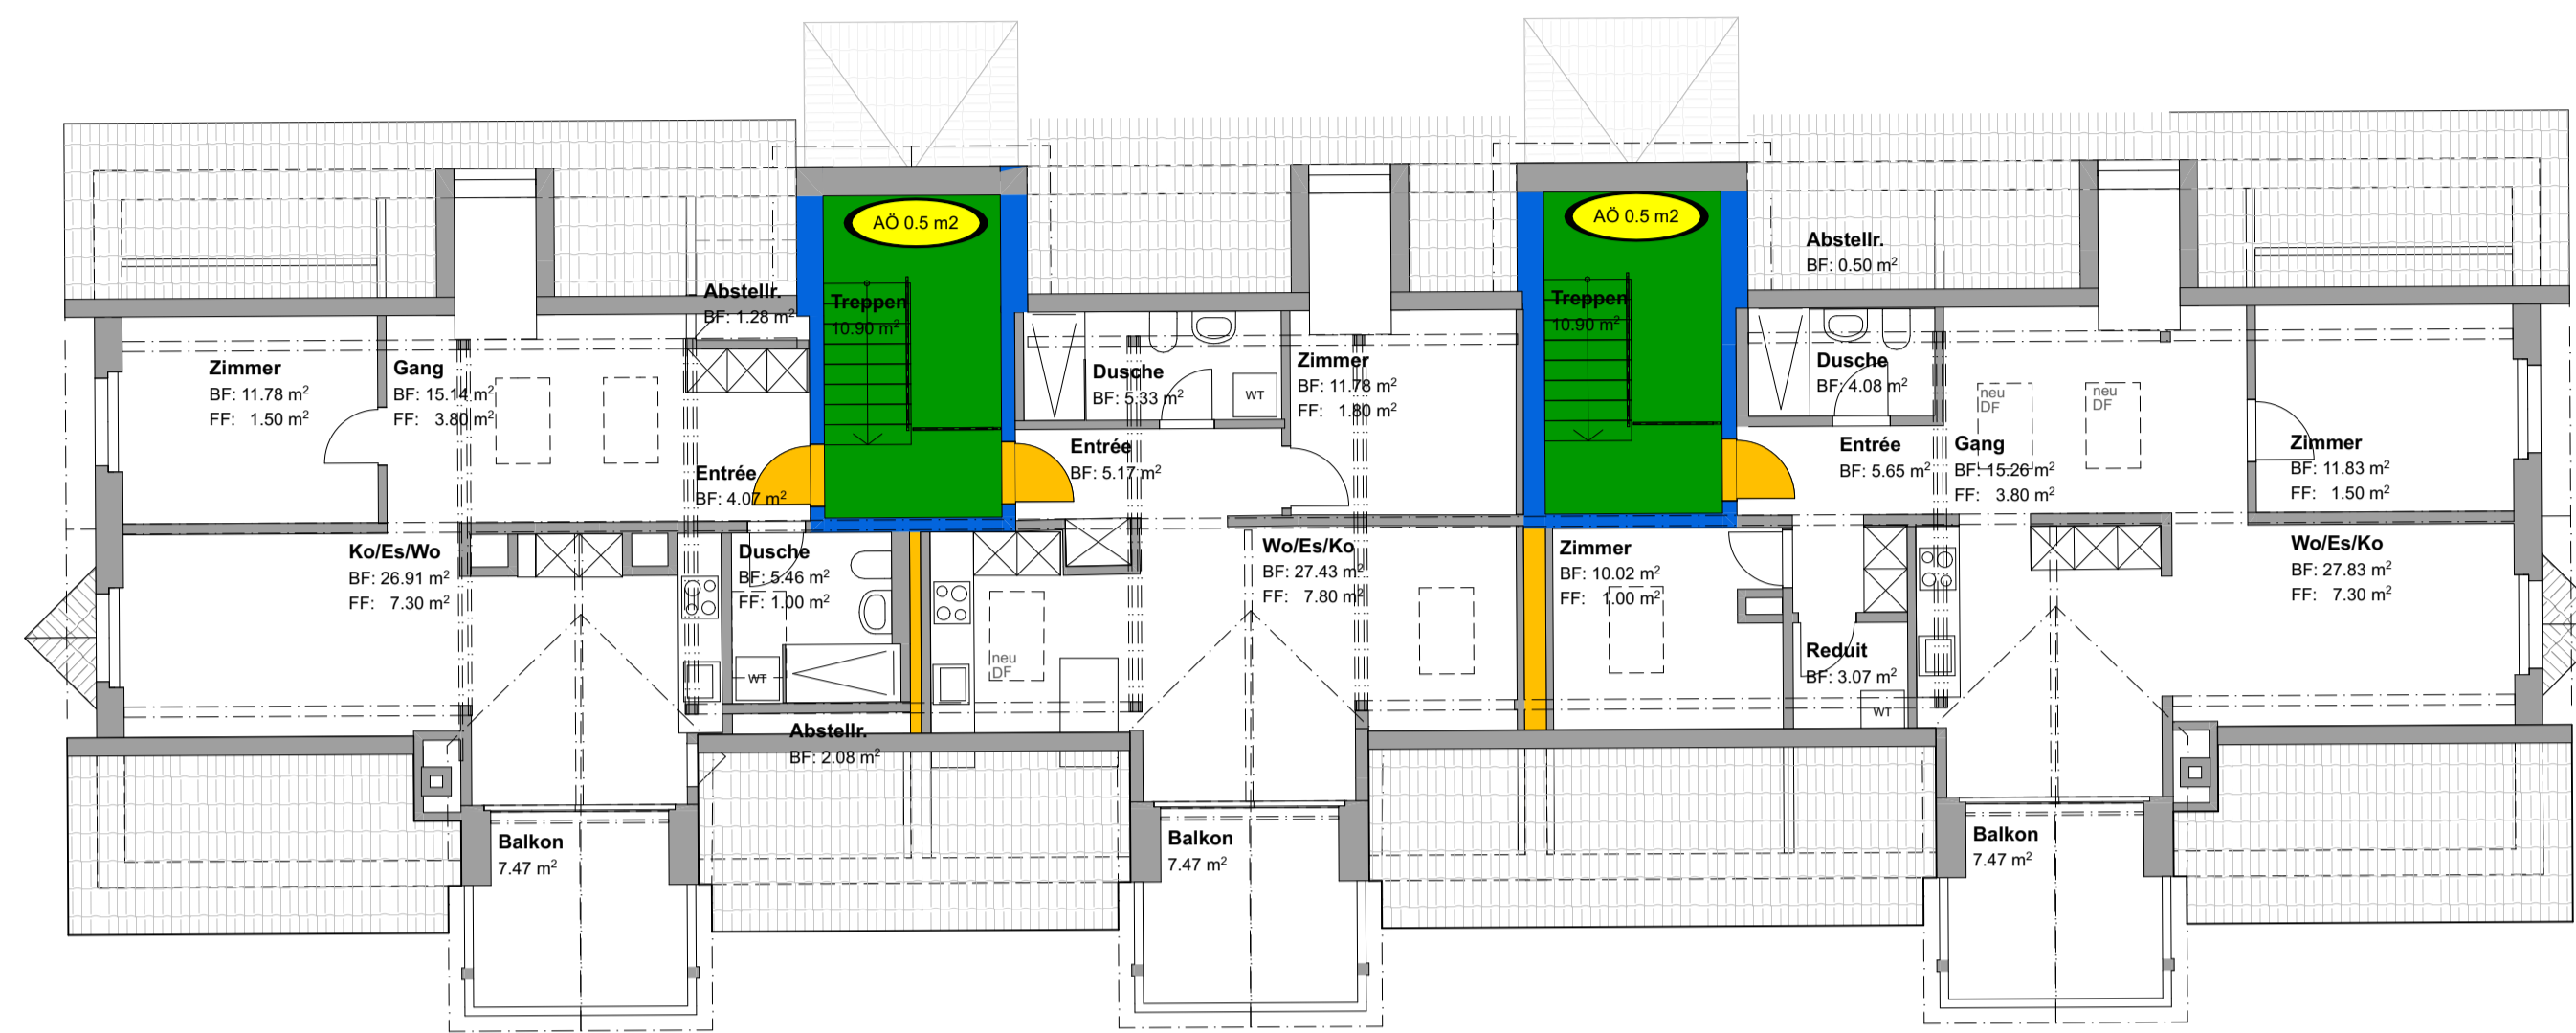 AÖ 0.5 m2
AÖ 0.5 m2
Abstellr.
BF: 0.50 m²
Abstellr.
BF: 1.28 m²
Treppen
10.90 m²
Treppen
10.90 m²
Zimmer
BF: 11.78 m²
FF: 1.50 m²
Gang
BF: 15.14 m²
FF: 3.80 m²
Dusche
BF: 5.33 m²
WT
Zimmer
BF: 11.78 m²
FF: 1.80 m²
Dusche
BF: 4.08 m²
neu
DF
neu
DF
Entrée
BF: 4.07 m²
Entrée
BF: 5.17 m²
Entrée
BF: 5.65 m²
Gang
BF: 15.26 m²
FF: 3.80 m²
Zimmer
BF: 11.83 m²
FF: 1.50 m²
Ko/Es/Wo
BF: 26.91 m²
FF: 7.30 m²
Dusche
BF: 5.46 m²
FF: 1.00 m²
WT
neu
DF
Wo/Es/Ko
BF: 27.43 m²
FF: 7.80 m²
Zimmer
BF: 10.02 m²
FF: 1.00 m²
Reduit
BF: 3.07 m²
WT
Wo/Es/Ko
BF: 27.83 m²
FF: 7.30 m²
Abstellr.
BF: 2.08 m²
Balkon
7.47 m²
Balkon
7.47 m²
Balkon
7.47 m²